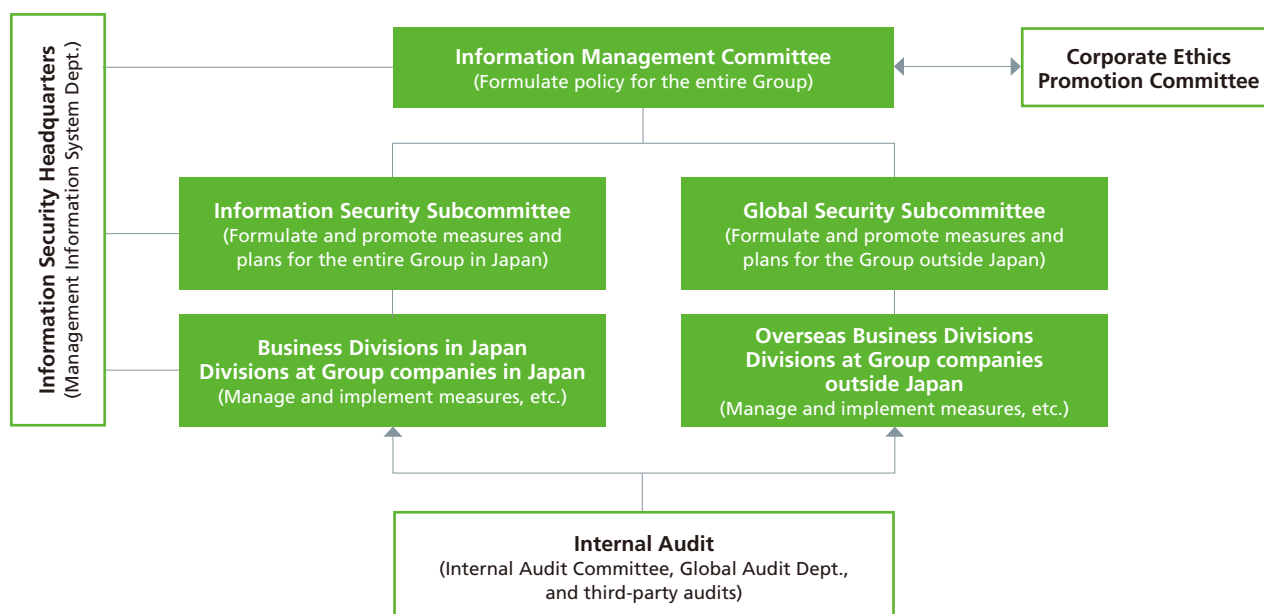 Information Security Headquarters
(Management Information System Dept.)
Information Management Committee
(Formulate policy for the entire Group)
Corporate Ethics
Promotion Committee
Information Security Subcommittee
(Formulate and promote measures and
plans for the entire Group in Japan)
Global Security Subcommittee
(Formulate and promote measures and
plans for the Group outside Japan)
Business Divisions in Japan
Divisions at Group companies in Japan
(Manage and implement measures, etc.)
Overseas Business Divisions
Divisions at Group companies
outside Japan
(Manage and implement measures, etc.)
Internal Audit
(Internal Audit Committee, Global Audit Dept.,
and third-party audits)